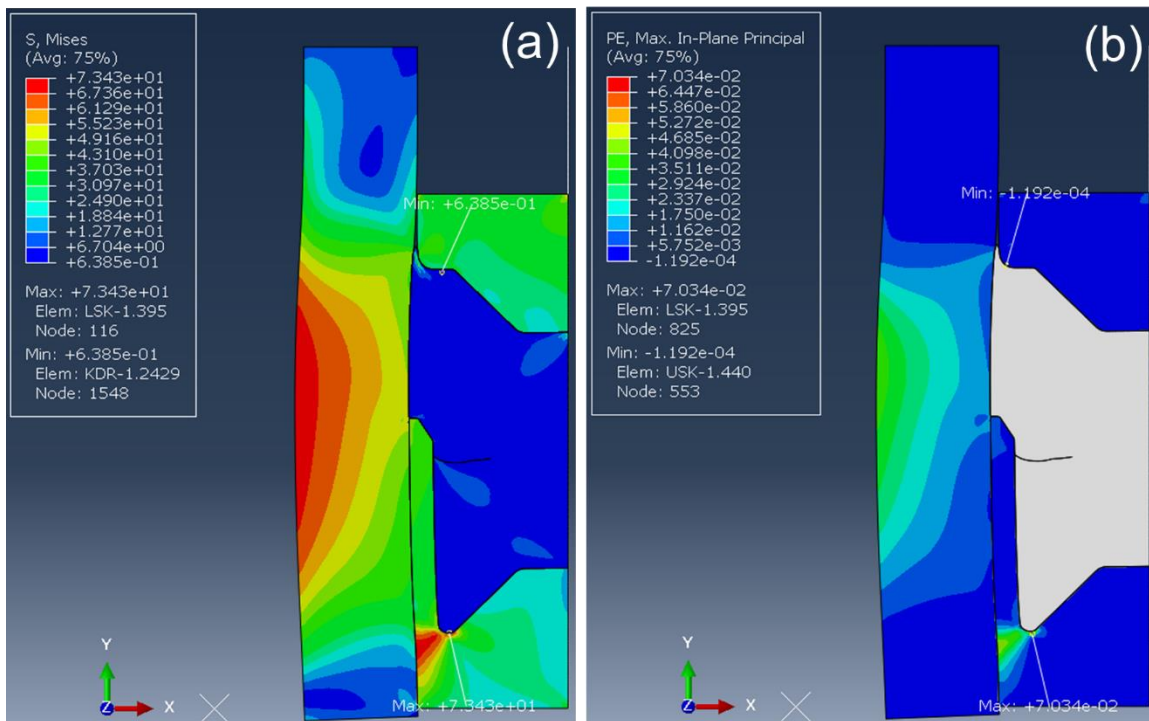 S, Mises
(Avg: 75%)
+7.343e+01
+6.736e+01
+6.129e+01
+5.523e+01
+4.916e+01
+4.310e+01
+3.703e+01
+3.097e+01
+2.490e+01
+1.884e+01
+1.277e+01
+6.704e+00
+6.385e-01
Max: +7.343e+01
Elem: LSK-1.395
Node: 116
Min: +6.385e-01
Elem: KDR-1.2429
Node: 1548
(a)
Min: +6.385e-01
Max: +7.343e+01
Y
Z
X
PE, Max. In-Plane Principal
(Avg: 75%)
+7.034e-02
+6.447e-02
+5.860e-02
+5.272e-02
+4.685e-02
+4.098e-02
+3.511e-02
+2.924e-02
+2.337e-02
+1.750e-02
+1.162e-02
+5.752e-03
-1.192e-04
Max: +7.034e-02
Elem: LSK-1.395
Node: 825
Min: -1.192e-04
Elem: USK-1.440
Node: 553
(b)
Min: -1.192e-04
Max: +7.034e-02
Y
Z
X